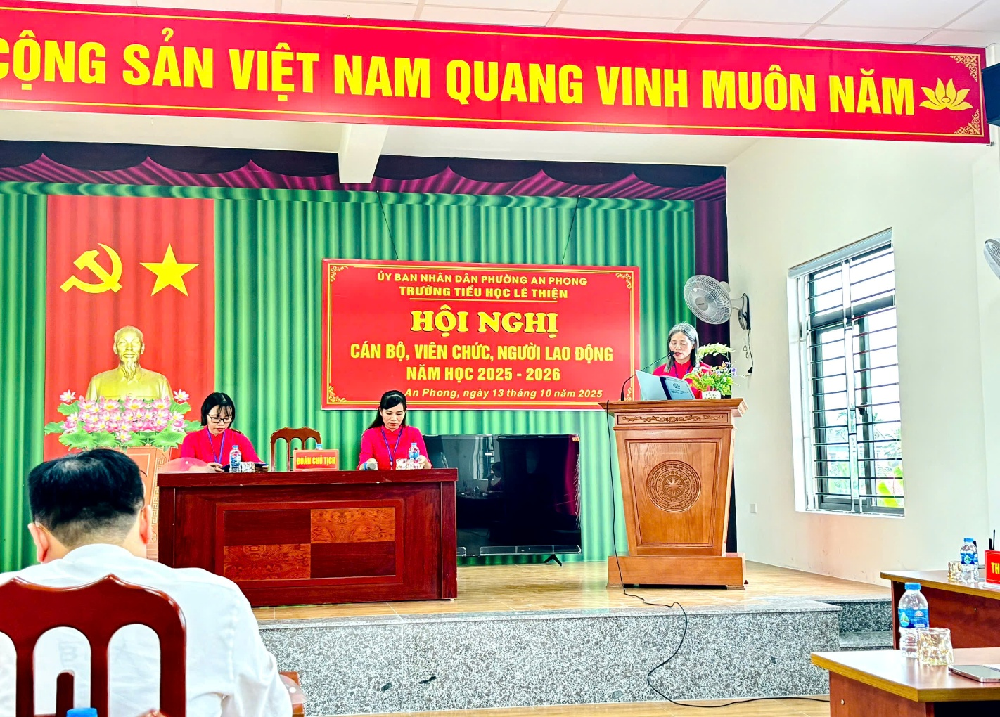 CỘNG SẢN VIỆT NAM QUANG VINH MUÔN NĂM
ỦY BAN NHÂN DÂN PHƯỜNG AN PHONG
TRƯỜNG TIỂU HỌC LÊ THIỆN
HỘI NGHỊ
CÁN BỘ, VIÊN CHỨC, NGƯỜI LAO ĐỘNG
NĂM HỌC 2025 - 2026
An Phong, ngày 13 tháng 10 năm 2025
ĐOÀN CHỦ TỊCH
TH